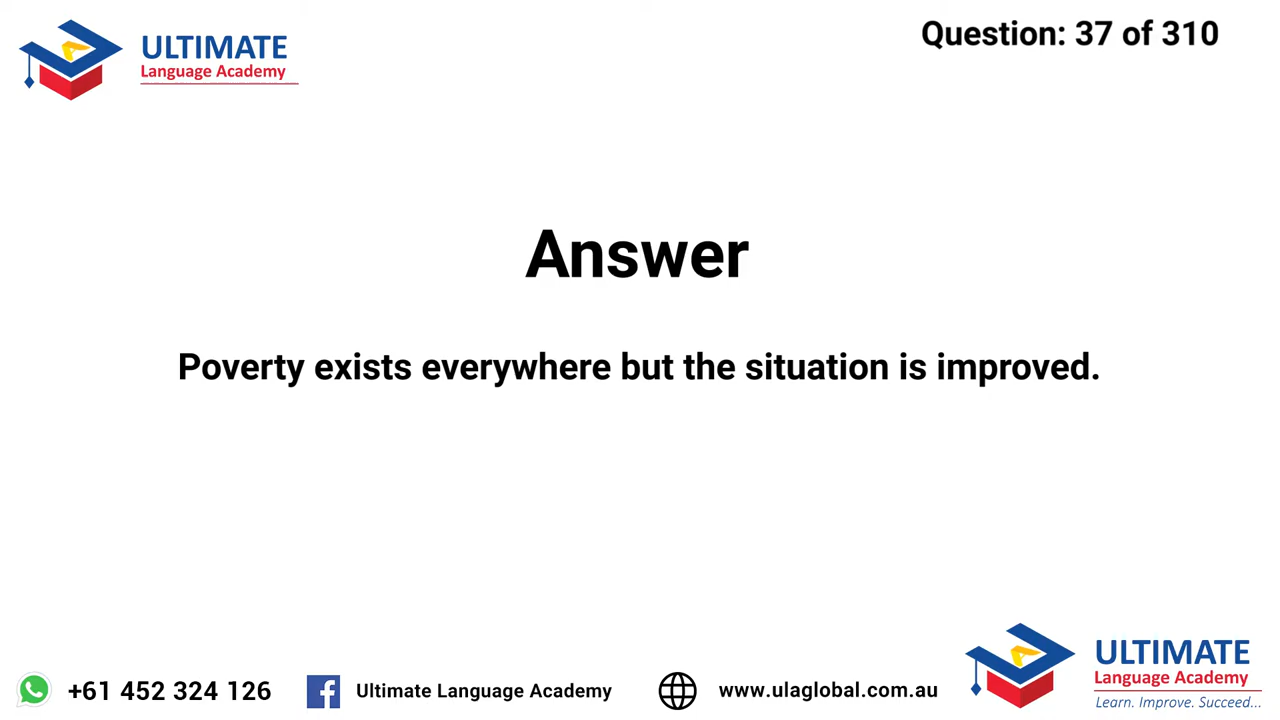 ULTIMATE
Language Academy
Question: 37 of 310
Answer
Poverty exists everywhere but the situation is improved.
+61 452 324 126
Ultimate Language Academy
www.ulaglobal.com.au
ULTIMATE
Language Academy
Learn. Improve. Succeed...